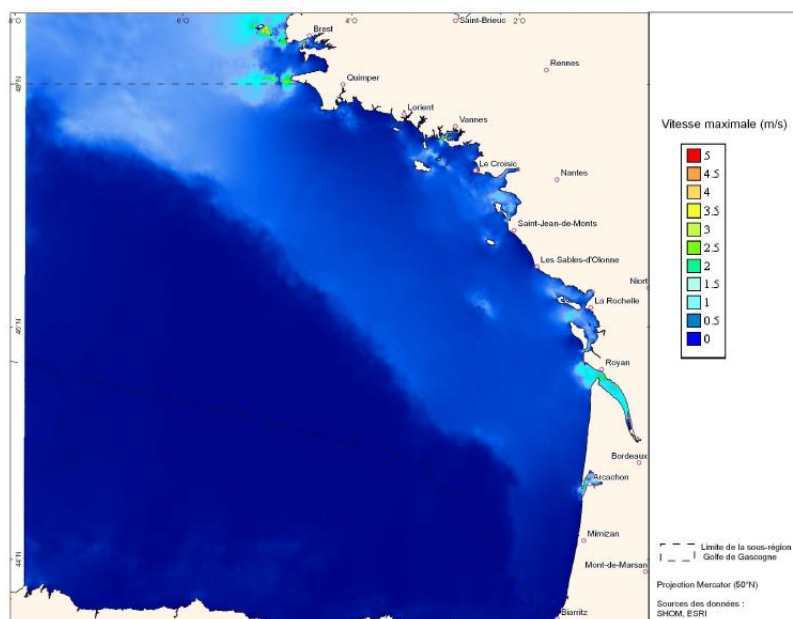 6°O
4°O
2°O
Saint-Brieuc
Brest
Rennes
48°N
Quimper
Lorient
Vannes
Le Croisic
Nantes
Saint-Jean-de-Monts
Les Sables-d'Olonne
Niort
La Rochelle
46°N
Royan
Bordeaux
Arcachon
Mimizan
44°N
Mont-de-Marsan
Biarritz
Vitesse maximale (m/s)
5
4.5
4
3.5
3
2.5
2
1.5
1
0.5
0
Limite de la sous-région
Golfe de Gascogne
Projection Mercator (50°N)
Sources des données :
SHOM, ESRI